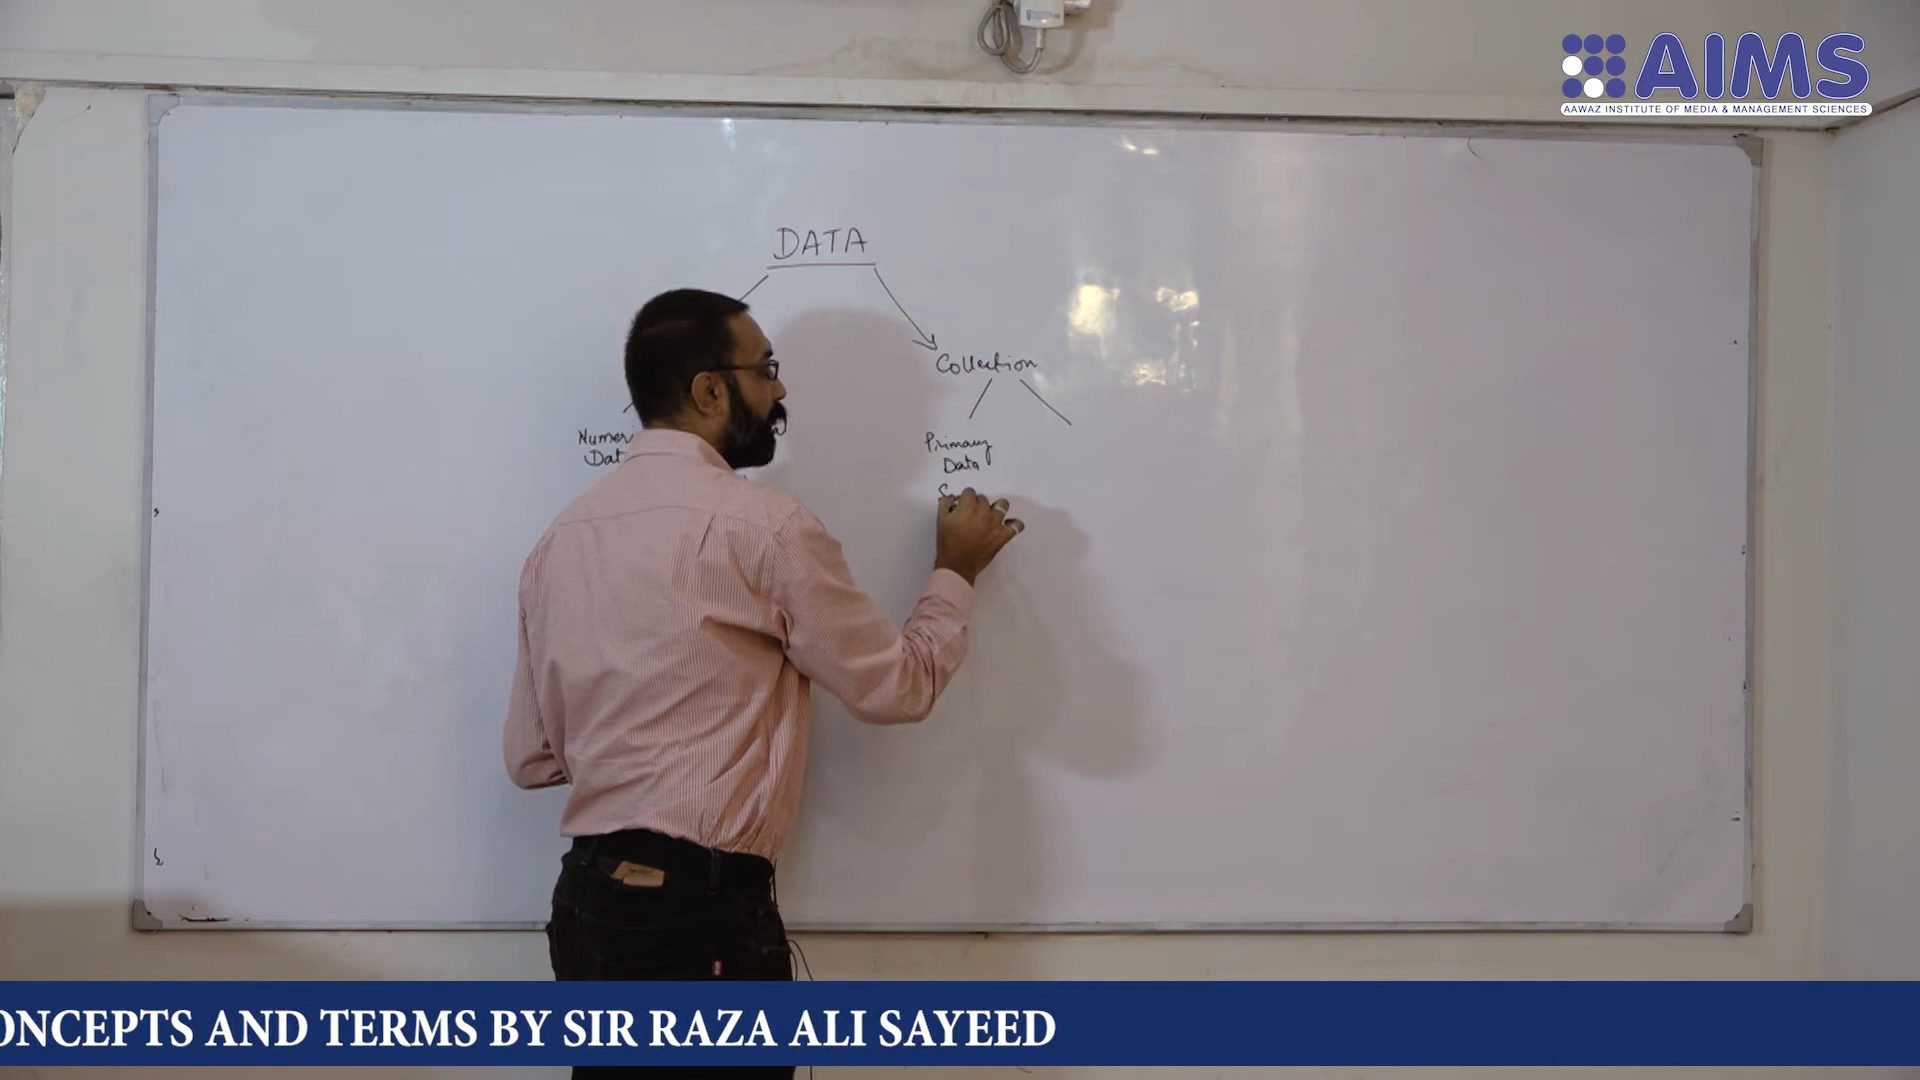 AIMS
AAWAZ INSTITUTE OF MEDIA & MANAGEMENT SCIENCES
DATA
Collection
Numeri
Dat
Primary
Data
ONCEPTS AND TERMS BY SIR RAZA ALI SAYEED